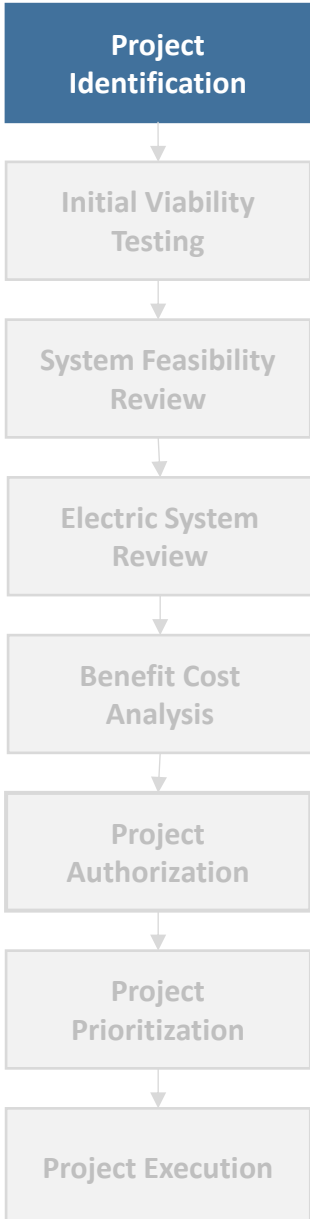 Project
Identification
Initial Viability
Testing
System Feasibility
Review
Electric System
Review
Benefit Cost
Analysis
Project
Authorization
Project
Prioritization
Project Execution